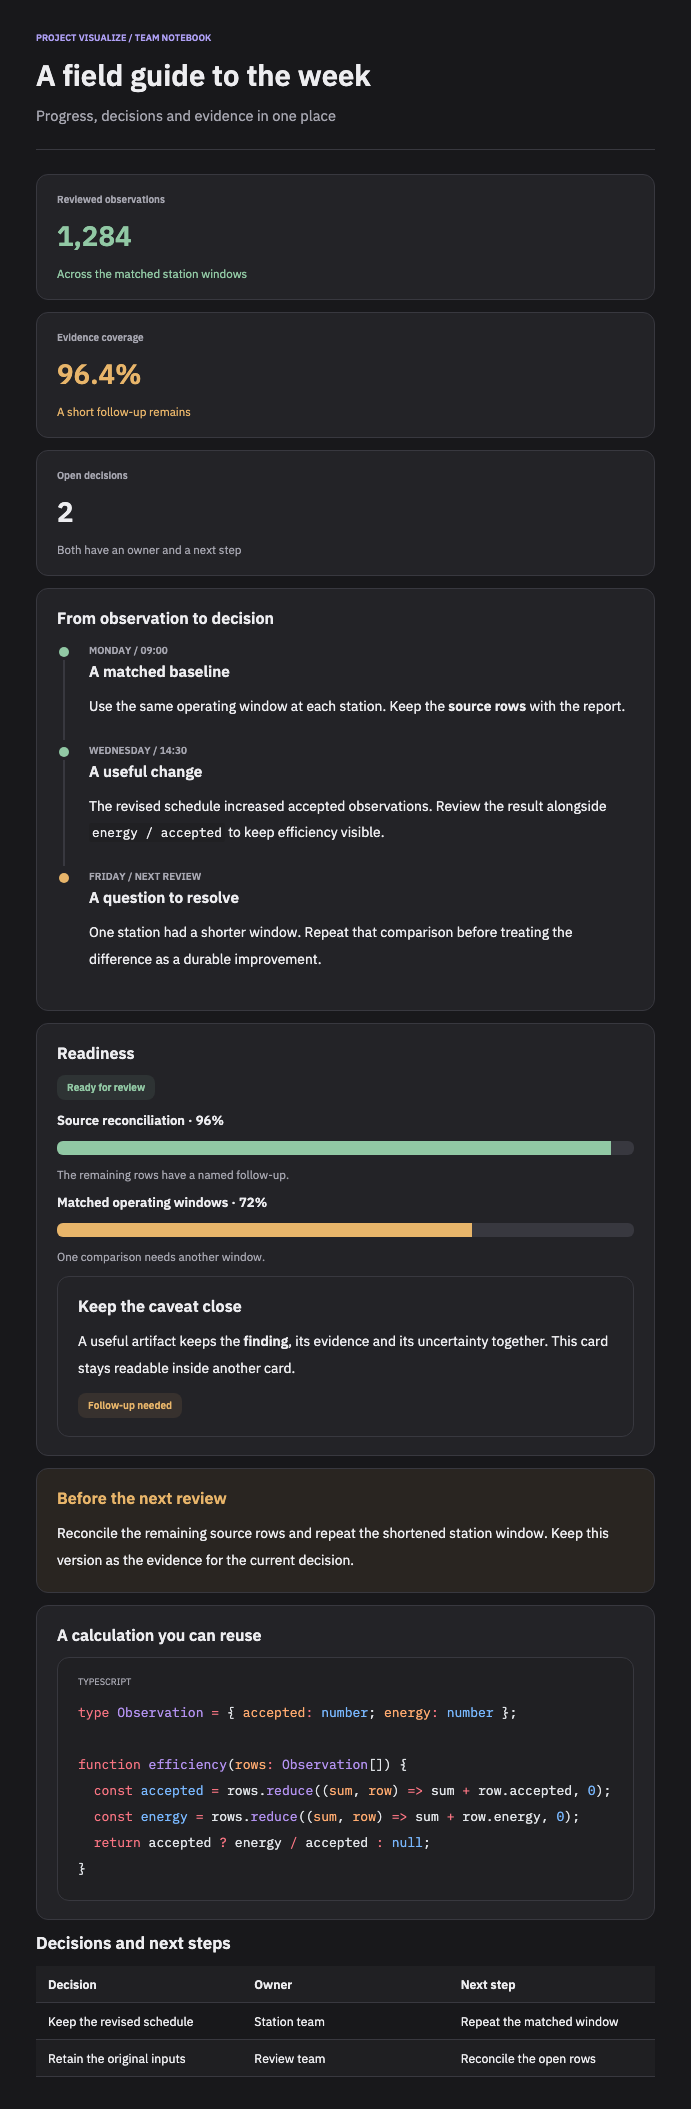 PROJECT VISUALIZE / TEAM NOTEBOOK
A field guide to the week
Progress, decisions and evidence in one place
Reviewed observations
1,284
Across the matched station windows
Evidence coverage
96.4%
A short follow-up remains
Open decisions
2
Both have an owner and a next step
From observation to decision
MONDAY / 09:00
A matched baseline
Use the same operating window at each station. Keep the source rows with the report.
WEDNESDAY / 14:30
A useful change
The revised schedule increased accepted observations. Review the result alongside
energy / accepted to keep efficiency visible.
FRIDAY / NEXT REVIEW
A question to resolve
One station had a shorter window. Repeat that comparison before treating the
difference as a durable improvement.
Readiness
Ready for review
Source reconciliation · 96%
The remaining rows have a named follow-up.
Matched operating windows · 72%
One comparison needs another window.
Keep the caveat close
A useful artifact keeps the finding, its evidence and its uncertainty together. This card
stays readable inside another card.
Follow-up needed
Before the next review
Reconcile the remaining source rows and repeat the shortened station window. Keep this
version as the evidence for the current decision.
A calculation you can reuse
TYPESCRIPT
type Observation = { accepted: number; energy: number };
function efficiency(rows: Observation[]) {
  const accepted = rows.reduce((sum, row) => sum + row.accepted, 0);
  const energy = rows.reduce((sum, row) => sum + row.energy, 0);
  return accepted ? energy / accepted : null;
}
Decisions and next steps
Decision Owner Next step
Keep the revised schedule Station team Repeat the matched window
Retain the original inputs Review team Reconcile the open rows